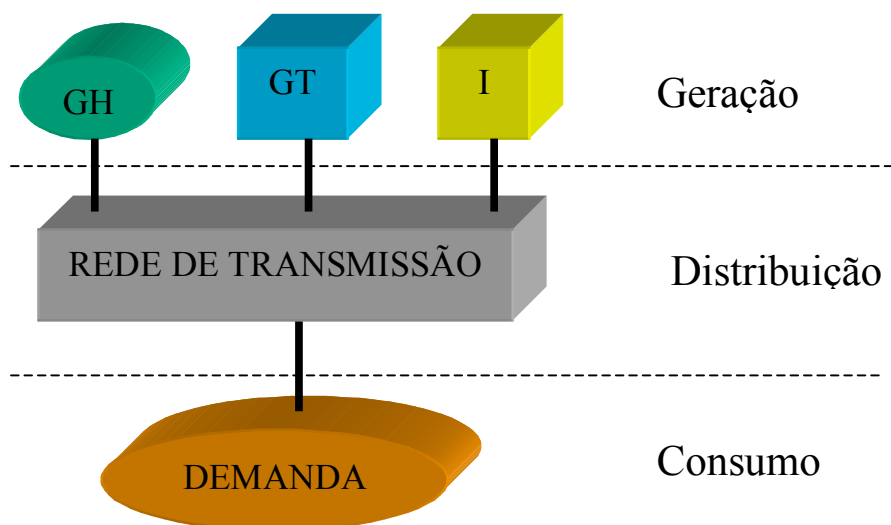 GH
GT
I
Geração
REDE DE TRANSMISSÃO
Distribuição
DEMANDA
Consumo